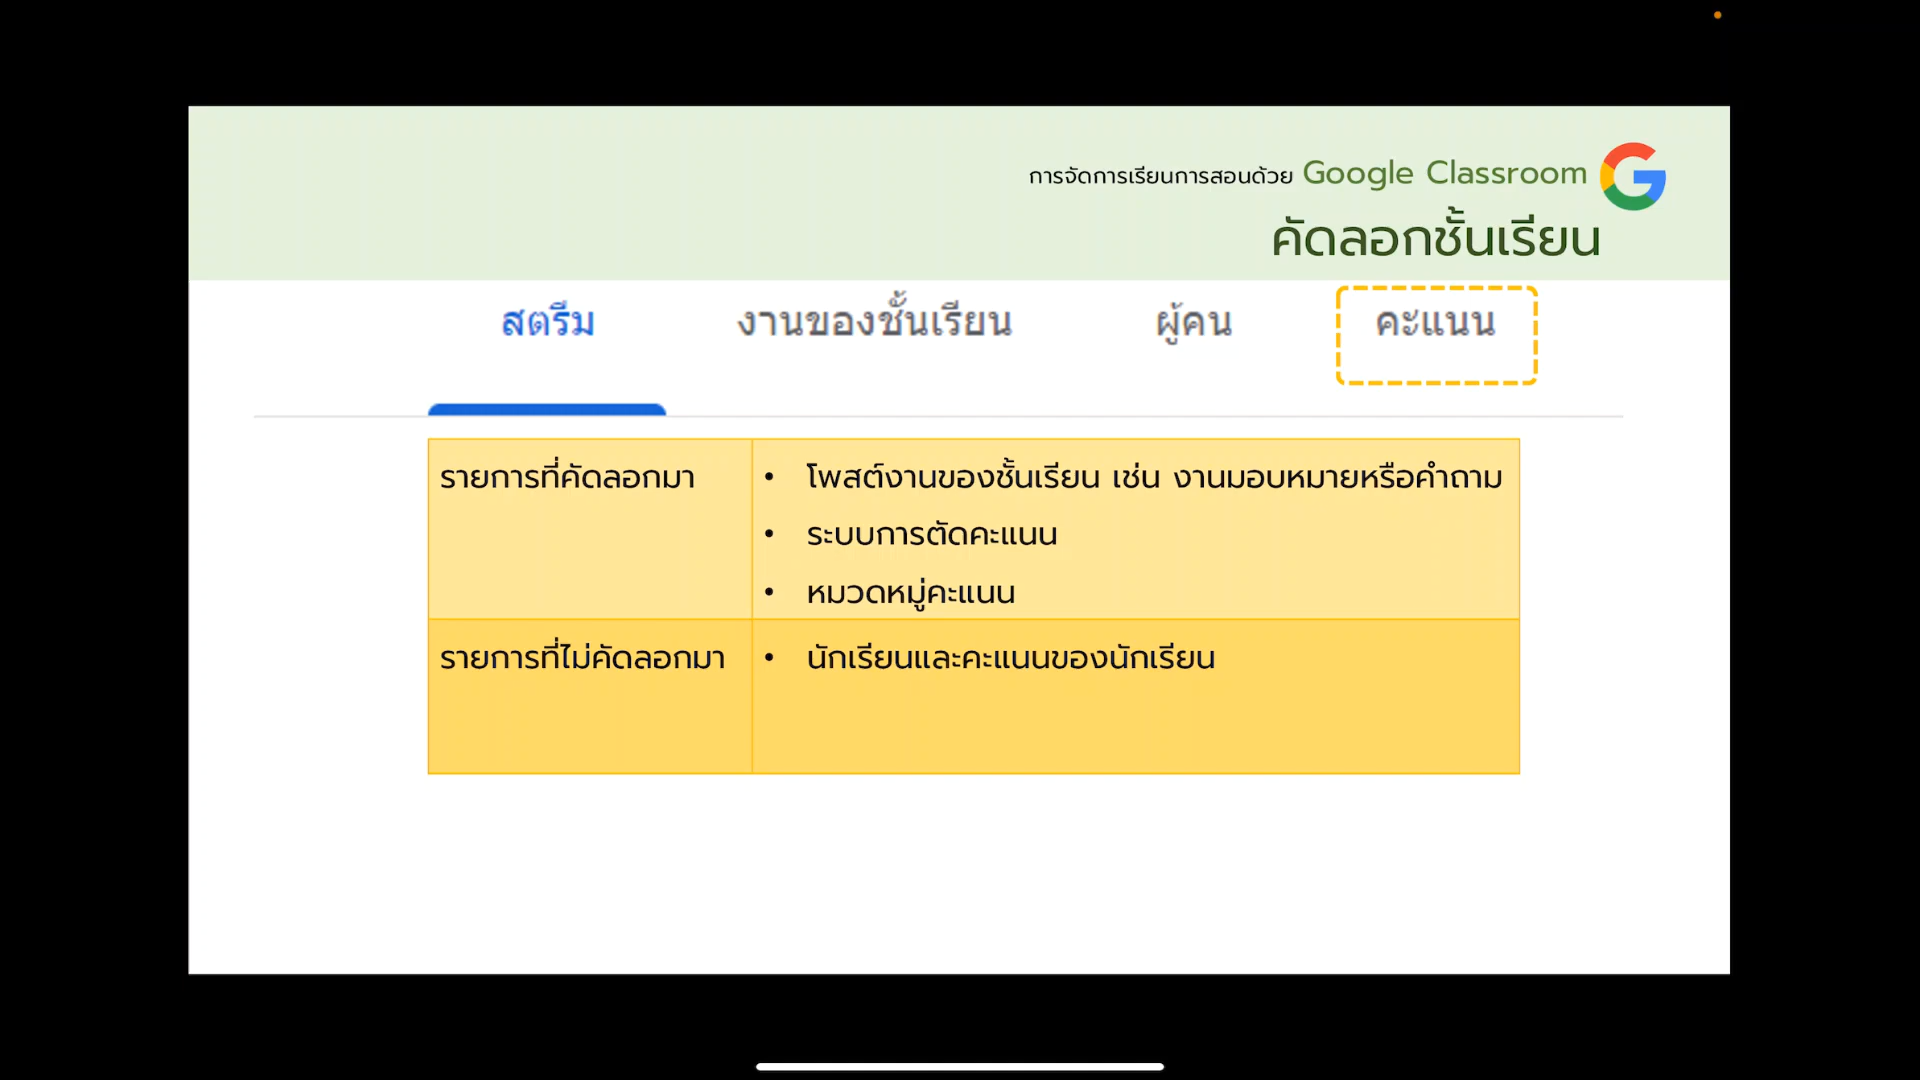 การจัดการเรียนการสอนด้วย Google Classroom
คัดลอกชั้นเรียน
สตรีม งานของชั้นเรียน ผู้คน คะแนน
รายการที่คัดลอกมา
• โพสต์งานของชั้นเรียน เช่น งานมอบหมายหรือคำถาม
• ระบบการตัดคะแนน
• หมวดหมู่คะแนน
รายการที่ไม่คัดลอกมา
• นักเรียนและคะแนนของนักเรียน